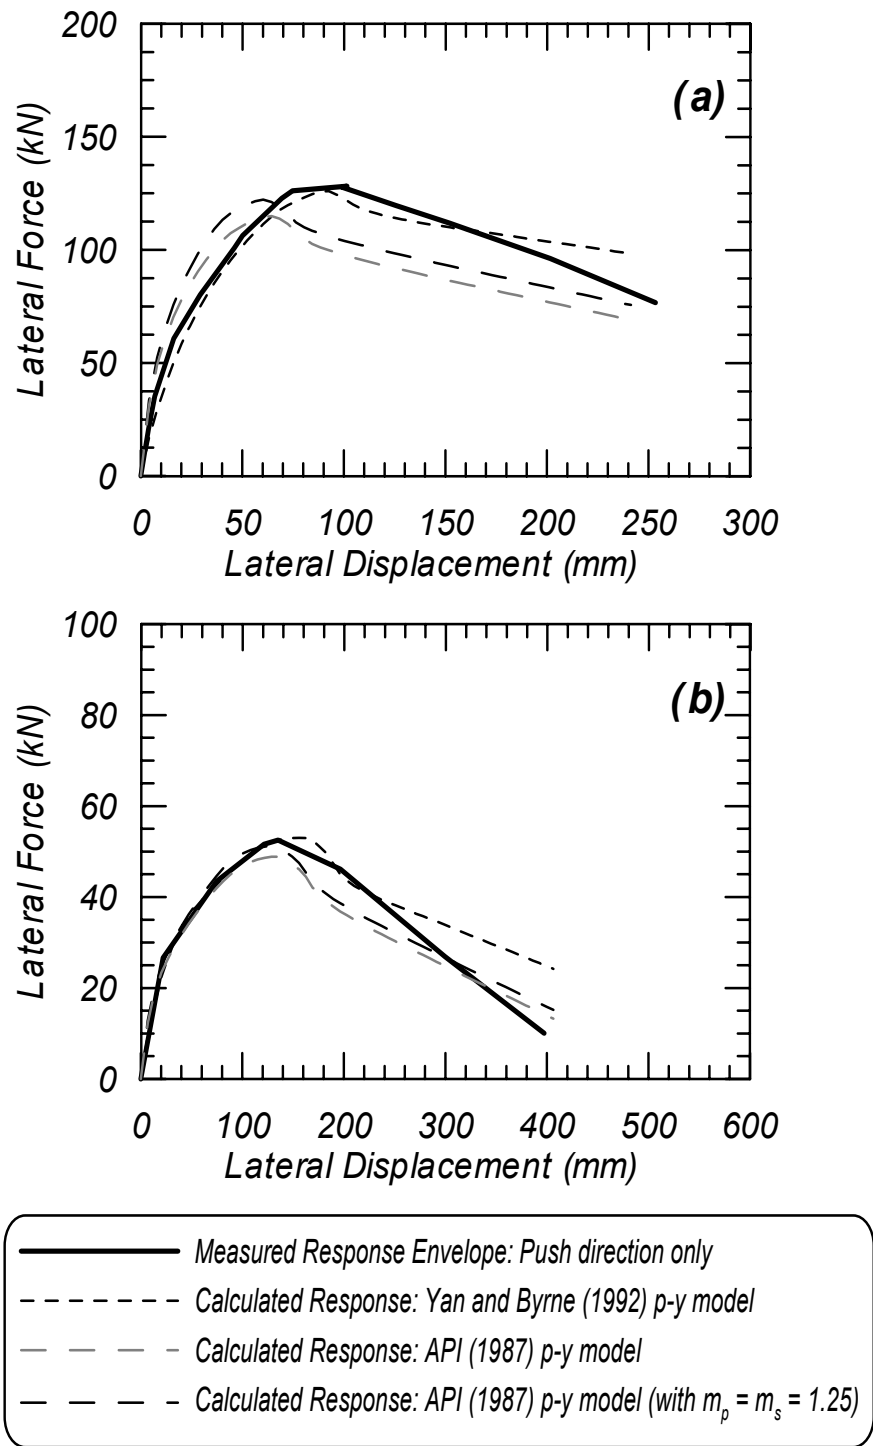 200
150
100
50
0
Lateral Force (kN)
(a)
0 50 100 150 200 250 300
Lateral Displacement (mm)
100
80
60
40
20
0
Lateral Force (kN)
(b)
0 100 200 300 400 500 600
Lateral Displacement (mm)
Measured Response Envelope: Push direction only
Calculated Response: Yan and Byrne (1992) p-y model
Calculated Response: API (1987) p-y model
Calculated Response: API (1987) p-y model (with mp = ms = 1.25)